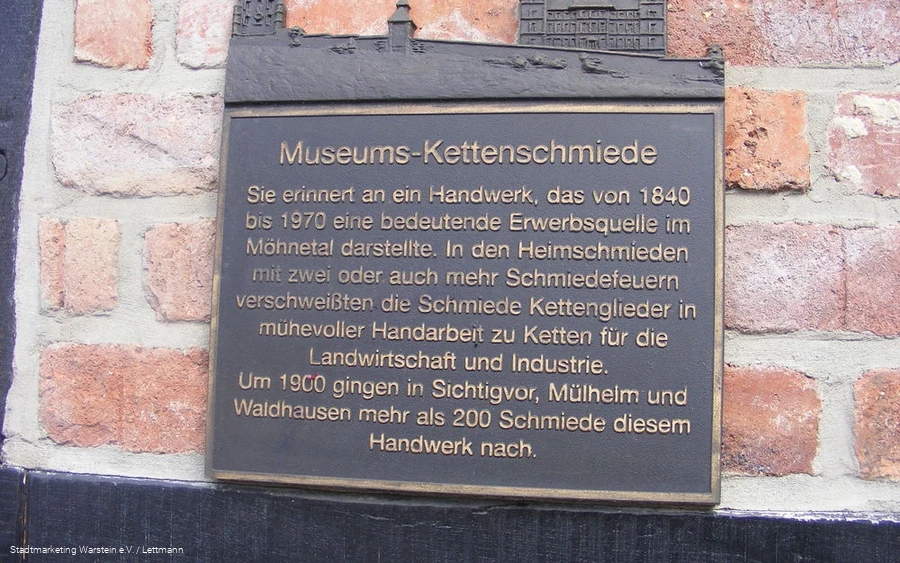 Museums-Kettenschmiede
Sie erinnert an ein Handwerk, das von 1840
bis 1970 eine bedeutende Erwerbsquelle im
Möhnetal darstellte. In den Heimschmieden
mit zwei oder auch mehr Schmiedefeuern
verschweißten die Schmiede Kettenglieder in
mühevoller Handarbeit zu Ketten für die
Landwirtschaft und Industrie.
Um 1900 gingen in Sichtigvor, Mülheim und
Waldhausen mehr als 200 Schmiede diesem
Handwerk nach.
Stadtmarketing Warstein e.V. / Lettmann